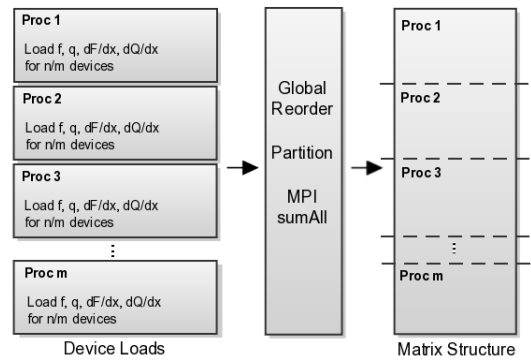 Proc 1
Load f, q, dF/dx, dQ/dx
for n/m devices
Proc 2
Load f, q, dF/dx, dQ/dx
for n/m devices
Proc 3
Load f, q, dF/dx, dQ/dx
for n/m devices
Proc m
Load f, q, dF/dx, dQ/dx
for n/m devices
Device Loads
Global
Reorder
Partition
MPI
sumAll
Proc 1
Proc 2
Proc 3
Proc m
Matrix Structure